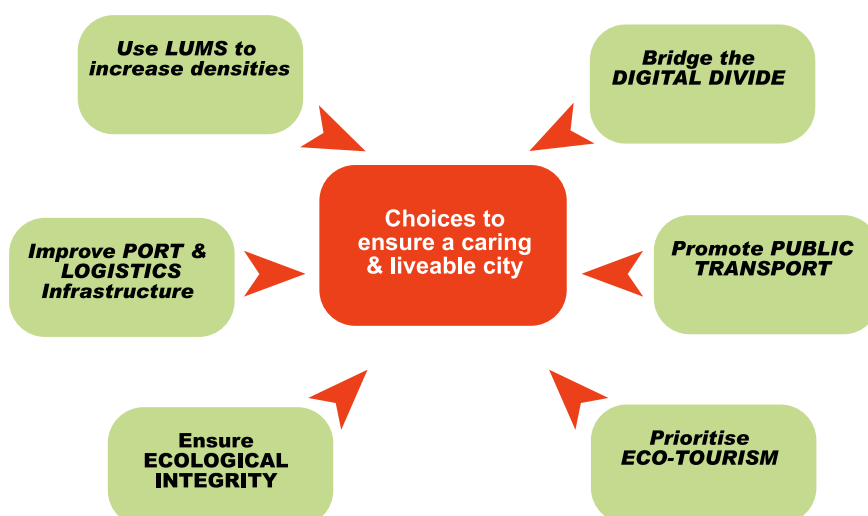 Use LUMS to
increase densities
Bridge the
DIGITAL DIVIDE
Choices to
ensure a caring
& liveable city
Improve PORT &
LOGISTICS
Infrastructure
Promote PUBLIC
TRANSPORT
Ensure
ECOLOGICAL
INTEGRITY
Prioritise
ECO-TOURISM